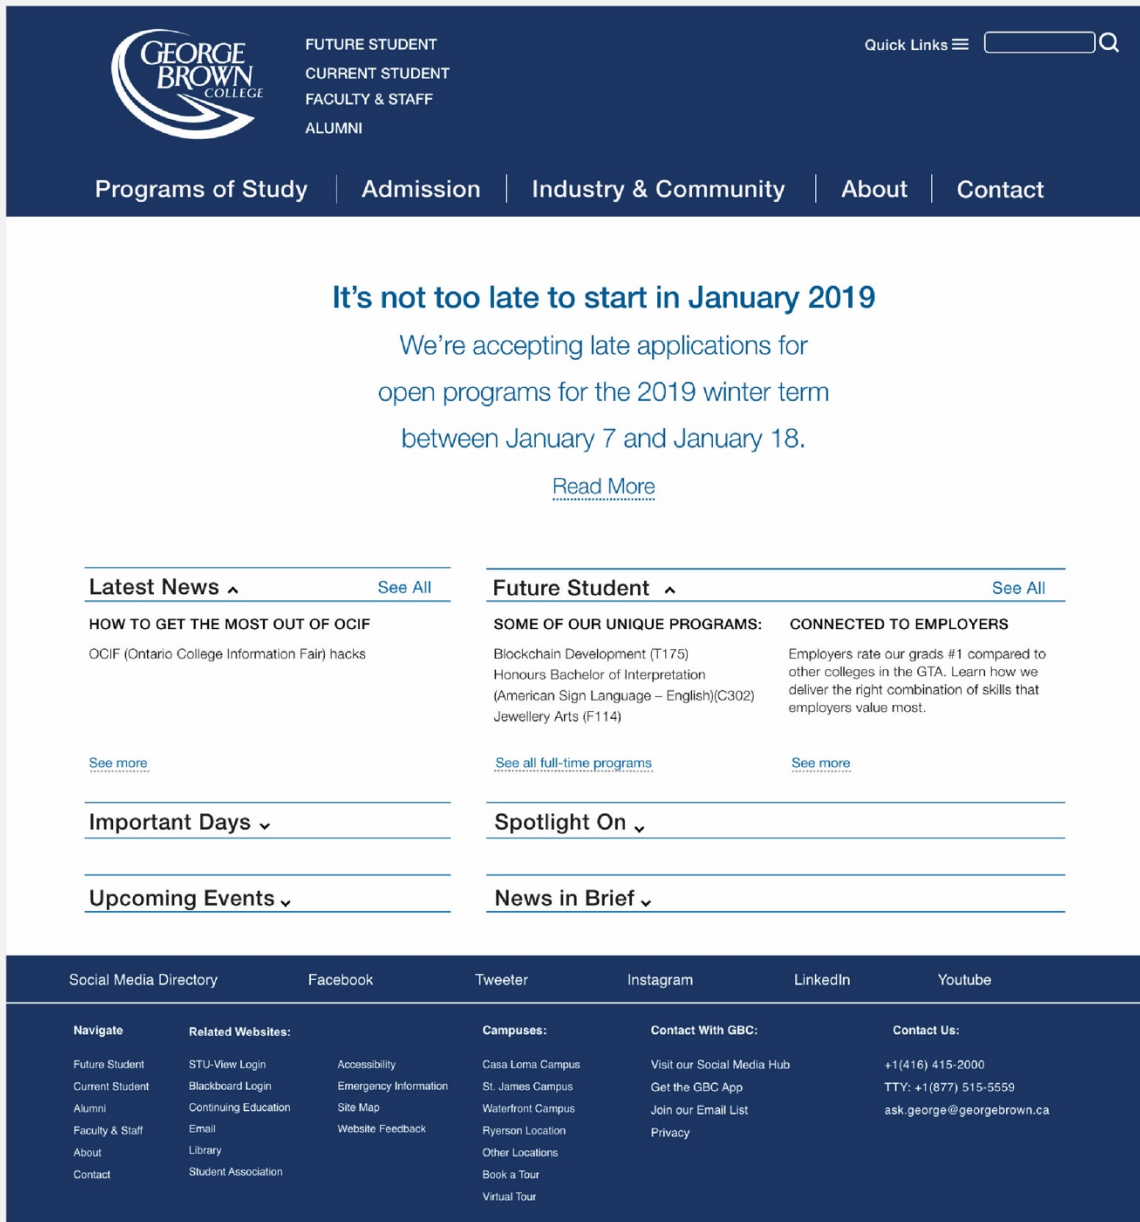 GEORGE
BROWN
COLLEGE
FUTURE STUDENT
CURRENT STUDENT
FACULTY & STAFF
ALUMNI
Quick Links
Programs of Study
Admission
Industry & Community
About
Contact
It's not too late to start in January 2019
We're accepting late applications for
open programs for the 2019 winter term
between January 7 and January 18.
Read More
Latest News
See All
HOW TO GET THE MOST OUT OF OCIF
OCIF (Ontario College Information Fair) hacks
See more
Future Student
See All
SOME OF OUR UNIQUE PROGRAMS:
Blockchain Development (T175)
Honours Bachelor of Interpretation
(American Sign Language – English)(C302)
Jewellery Arts (F114)
See all full-time programs
CONNECTED TO EMPLOYERS
Employers rate our grads #1 compared to
other colleges in the GTA. Learn how we
deliver the right combination of skills that
employers value most.
See more
Important Days
Spotlight On
Upcoming Events
News in Brief
Social Media Directory
Facebook
Tweeter
Instagram
LinkedIn
Youtube
Navigate
Future Student
Current Student
Alumni
Faculty & Staff
About
Contact
Related Websites:
STU-View Login
Blackboard Login
Continuing Education
Email
Library
Student Association
Accessibility
Emergency Information
Site Map
Website Feedback
Campuses:
Casa Loma Campus
St. James Campus
Waterfront Campus
Ryerson Location
Other Locations
Book a Tour
Virtual Tour
Contact With GBC:
Visit our Social Media Hub
Get the GBC App
Join our Email List
Privacy
Contact Us:
+1(416) 415-2000
TTY: +1(877) 515-5559
ask.george@georgebrown.ca